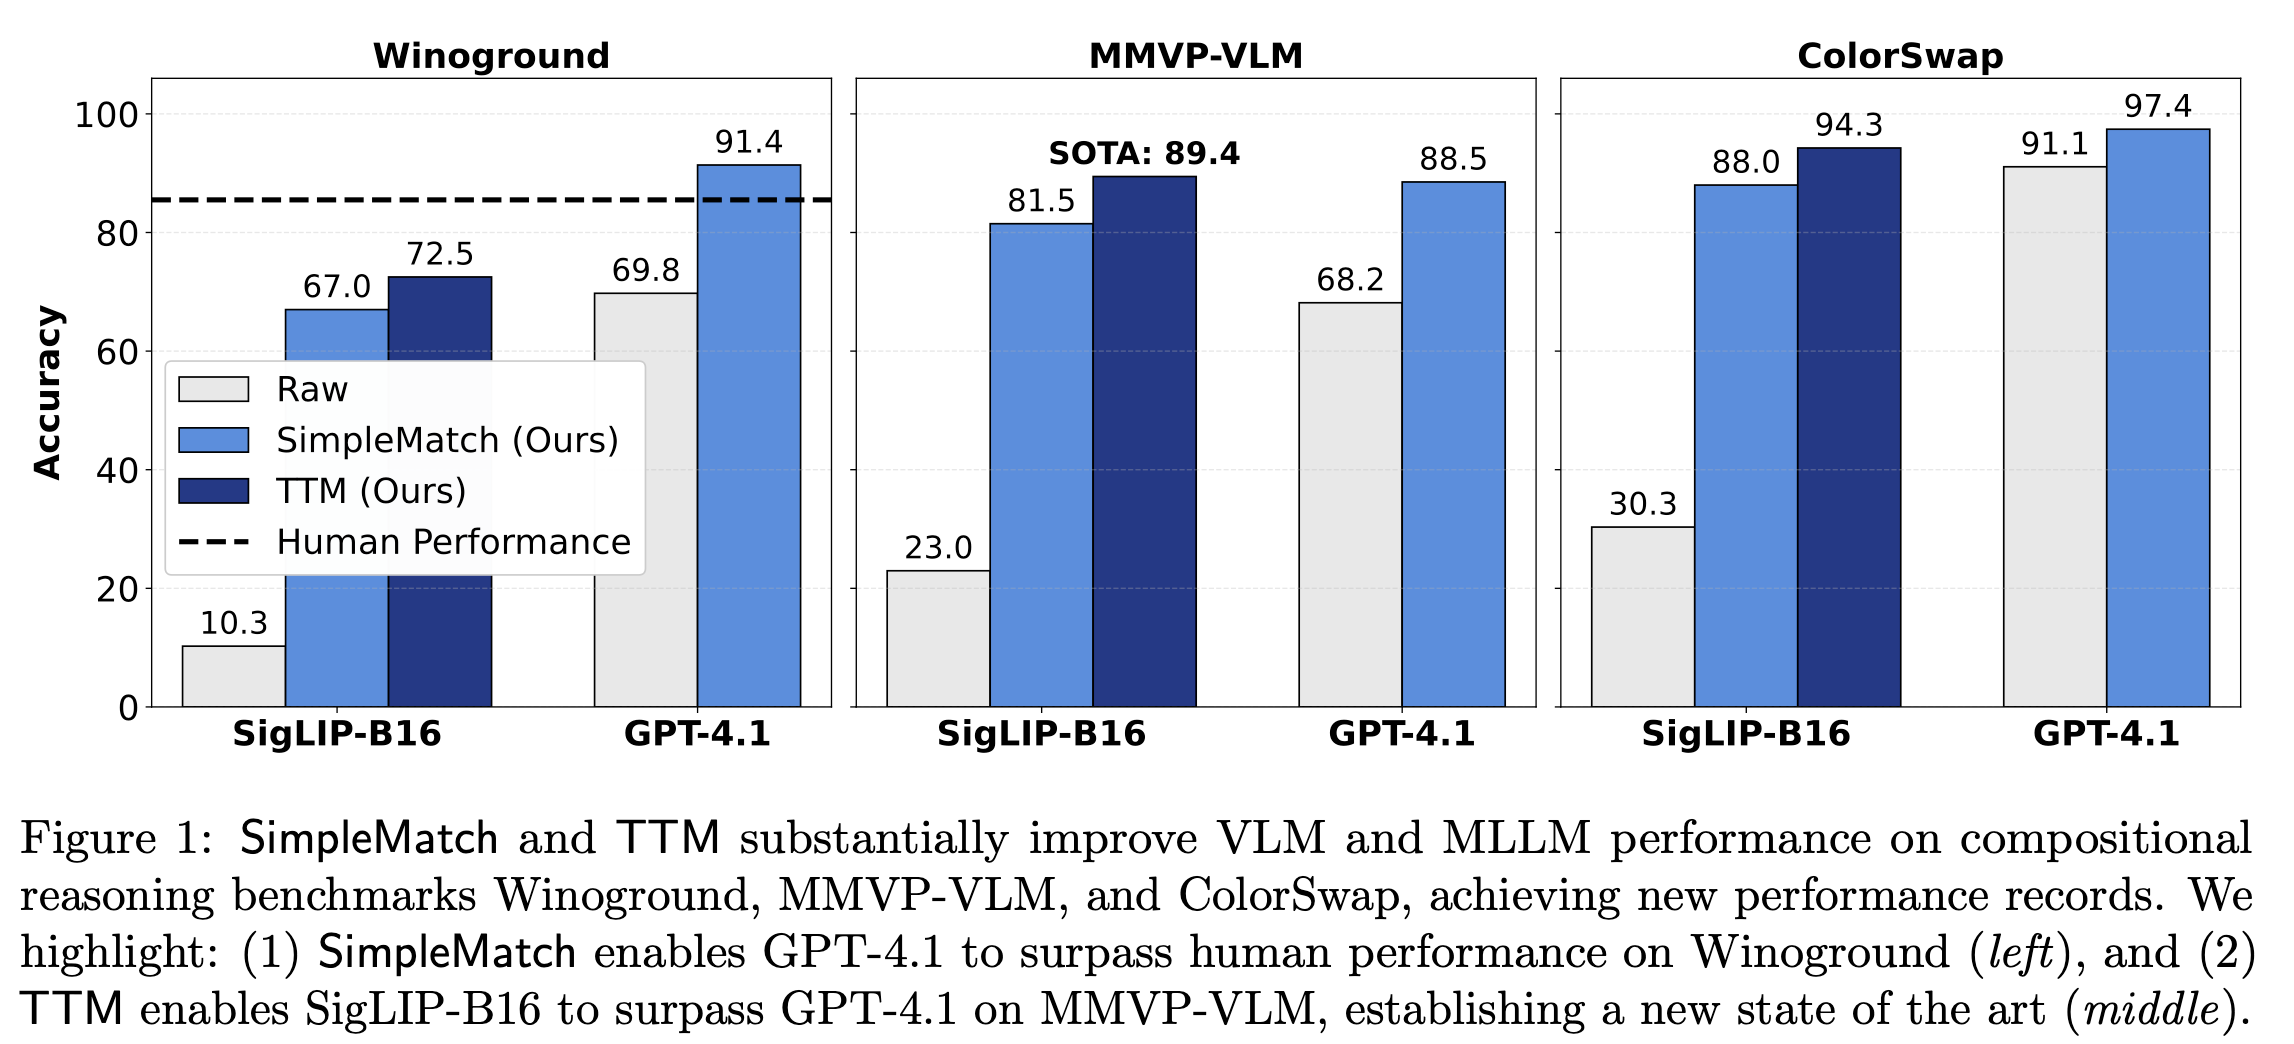 Winoground
MMVP-VLM
ColorSwap
Accuracy
100
80
60
40
20
0
10.3
67.0
72.5
69.8
91.4
Raw
SimpleMatch (Ours)
TTM (Ours)
Human Performance
SigLIP-B16
GPT-4.1
23.0
81.5
SOTA: 89.4
68.2
88.5
SigLIP-B16
GPT-4.1
30.3
88.0
94.3
91.1
97.4
SigLIP-B16
GPT-4.1
Figure 1: SimpleMatch and TTM substantially improve VLM and MLLM performance on compositional
reasoning benchmarks Winoground, MMVP-VLM, and ColorSwap, achieving new performance records. We
highlight: (1) SimpleMatch enables GPT-4.1 to surpass human performance on Winoground (left), and (2)
TTM enables SigLIP-B16 to surpass GPT-4.1 on MMVP-VLM, establishing a new state of the art (middle).